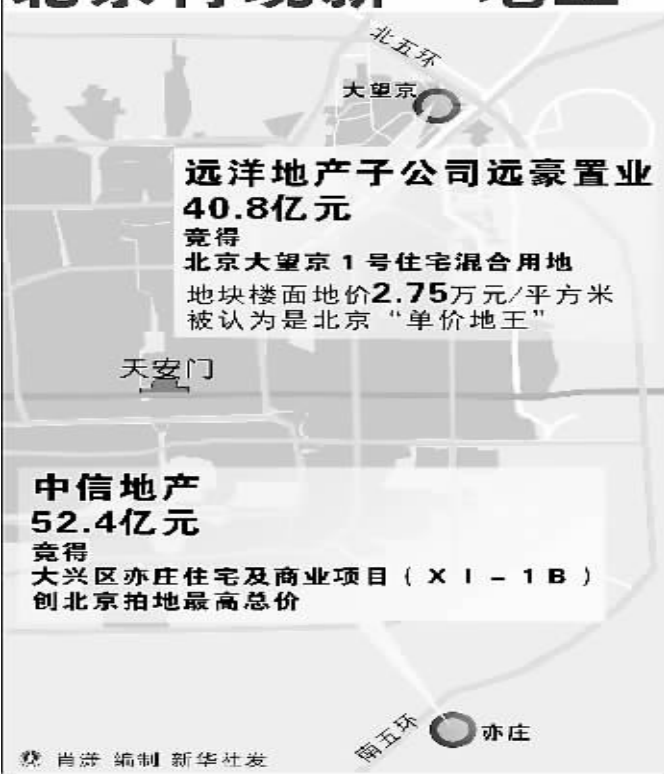 北五环
大望京
远洋地产子公司远豪置业
40.8亿元
竞得
北京大望京1号住宅混合用地
地块楼面地价2.75万元/平方米
被认为是北京“单价地王”
天安门
中信地产
52.4亿元
竞得
大兴区亦庄住宅及商业项目(XI-1B)
创北京拍地最高总价
南五环
亦庄
肖潇 编制 新华社发